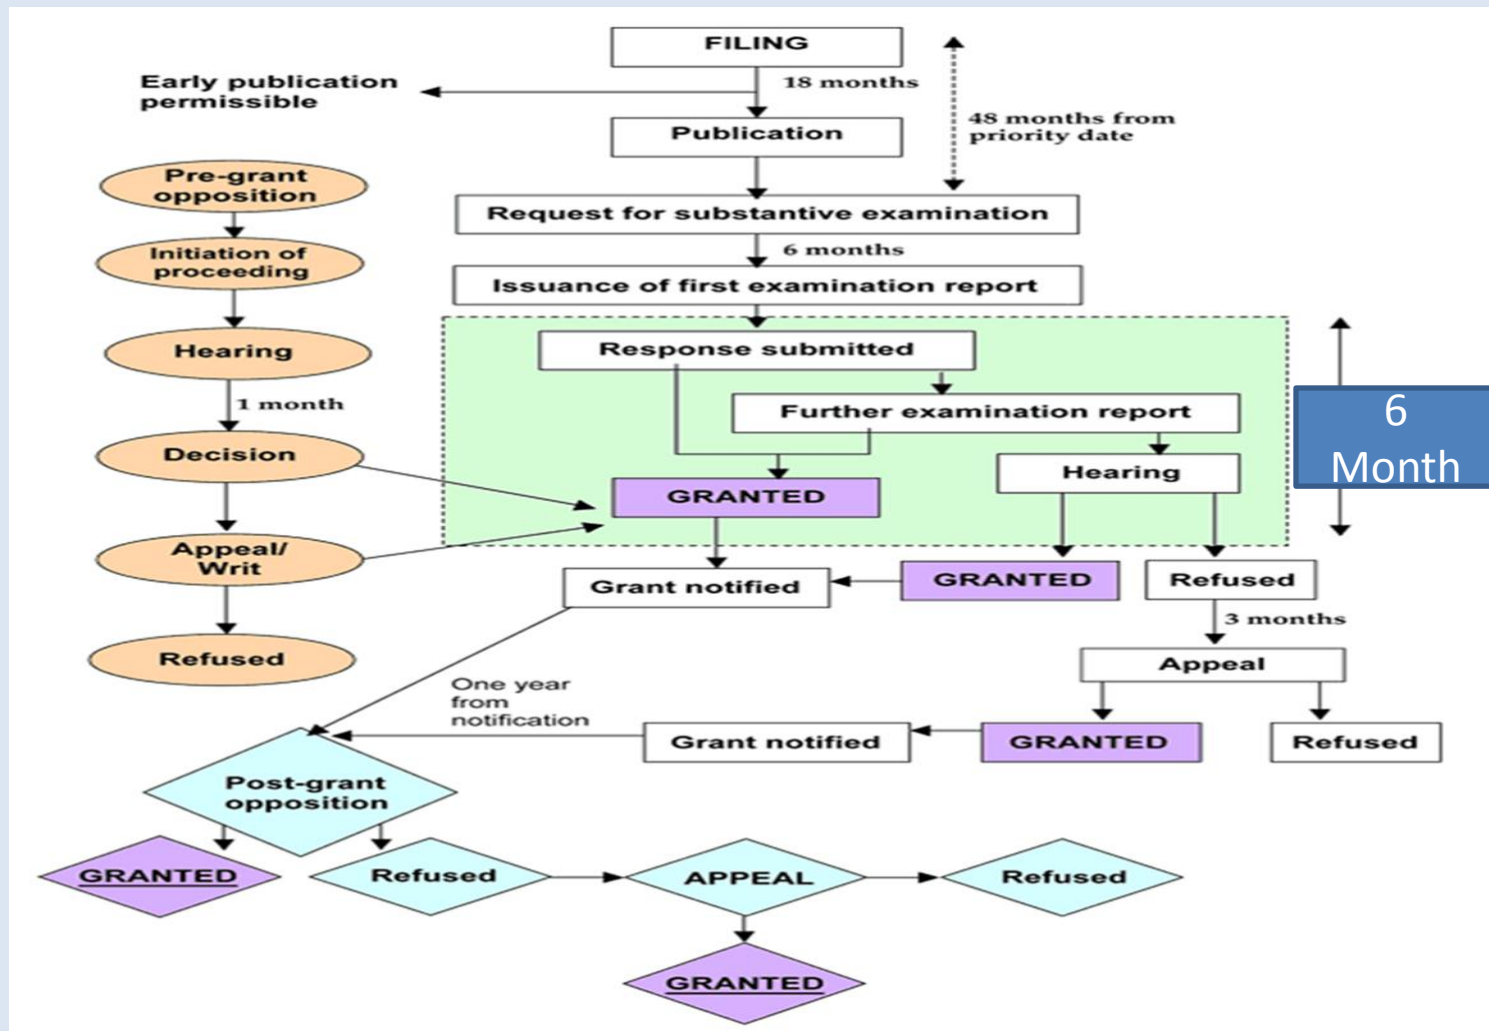 FILING
18 months
Early publication
permissible
48 months from
priority date
Publication
Pre-grant
opposition
Request for substantive examination
Initiation of
proceeding
6 months
Issuance of first examination report
Hearing
Response submitted
1 month
Further examination report
6
Month
Decision
Hearing
GRANTED
Appeal/
Writ
Grant notified
GRANTED
Refused
3 months
Refused
Appeal
One year
from
notification
Grant notified
GRANTED
Refused
Post-grant
opposition
GRANTED
Refused
APPEAL
Refused
GRANTED